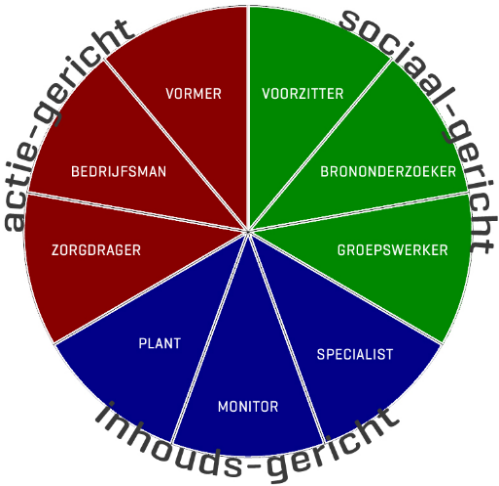 actie-gericht
sociaal-gericht
VORMER
VOORZITTER
BEDRIJFSMAN
BRONONDERZOEKER
ZORGDRAGER
GROEPSWERKER
PLANT
SPECIALIST
MONITOR
inhouds-gericht